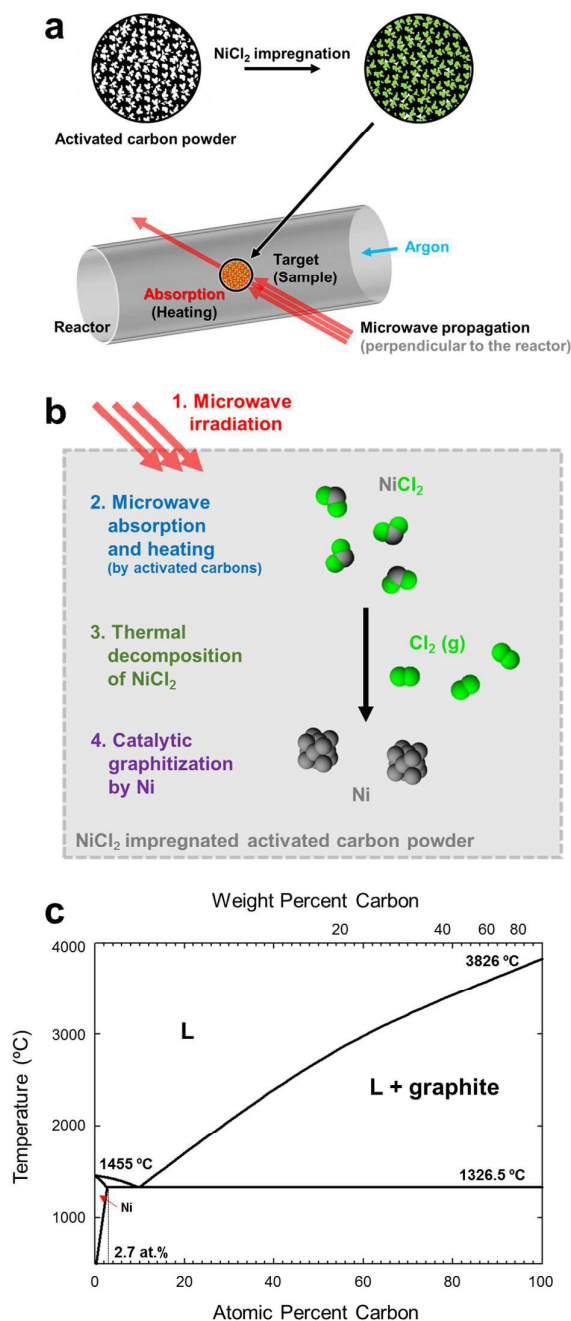 a
NiCl₂ impregnation
Activated carbon powder
Argon
Target
(Sample)
Absorption
(Heating)
Reactor
Microwave propagation
(perpendicular to the reactor)
b
1. Microwave
irradiation
NiCl₂
2. Microwave
absorption
and heating
(by activated carbons)
3. Thermal
decomposition
of NiCl₂
Cl₂ (g)
4. Catalytic
graphitization
by Ni
Ni
NiCl₂ impregnated activated carbon powder
c
Weight Percent Carbon
20 40 60 80
4000
3826 ºC
L
3000
L + graphite
Temperature (ºC)
2000
1455 ºC
1326.5 ºC
Ni
1000
2.7 at.%
0 20 40 60 80 100
Atomic Percent Carbon